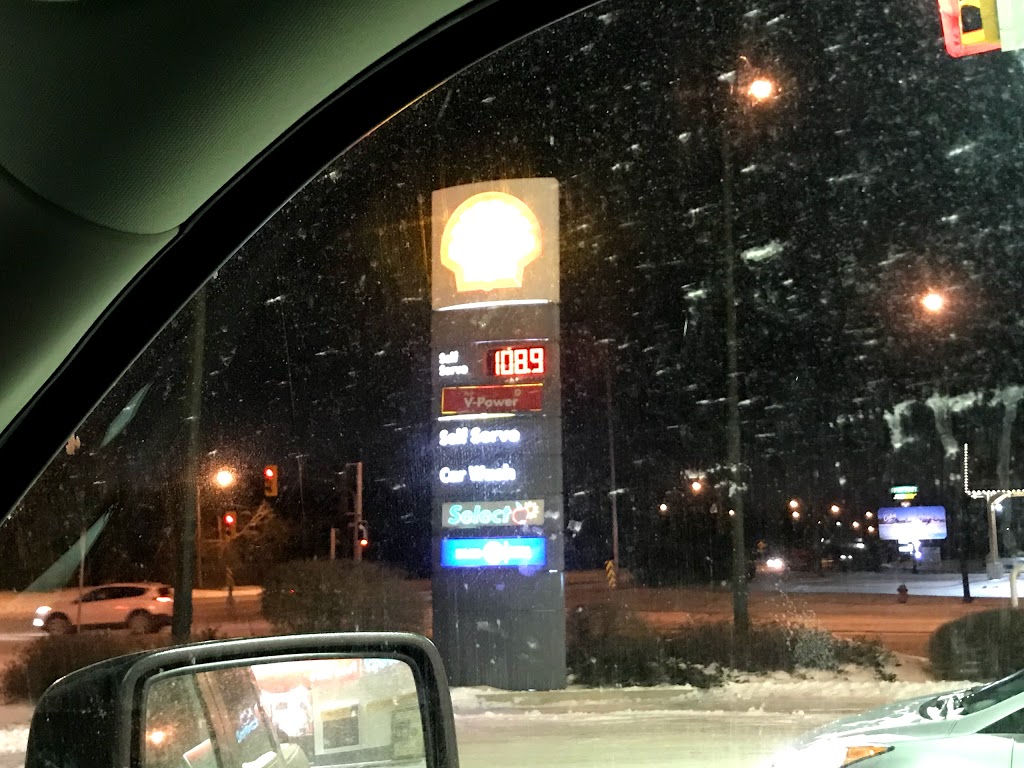 Self
Serve
108.9
V-Power
Self Serve
Car Wash
Select